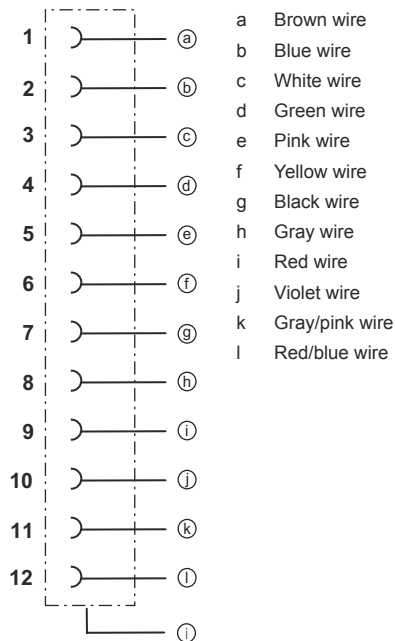 1 ⓐ
2 ⓑ
3 ⓒ
4 ⓓ
5 ⓔ
6 ⓕ
7 ⓖ
8 ⓗ
9 ⓘ
10 ⓙ
11 ⓚ
12 ⓛ
ⓘ
a Brown wire
b Blue wire
c White wire
d Green wire
e Pink wire
f Yellow wire
g Black wire
h Gray wire
i Red wire
j Violet wire
k Gray/pink wire
l Red/blue wire